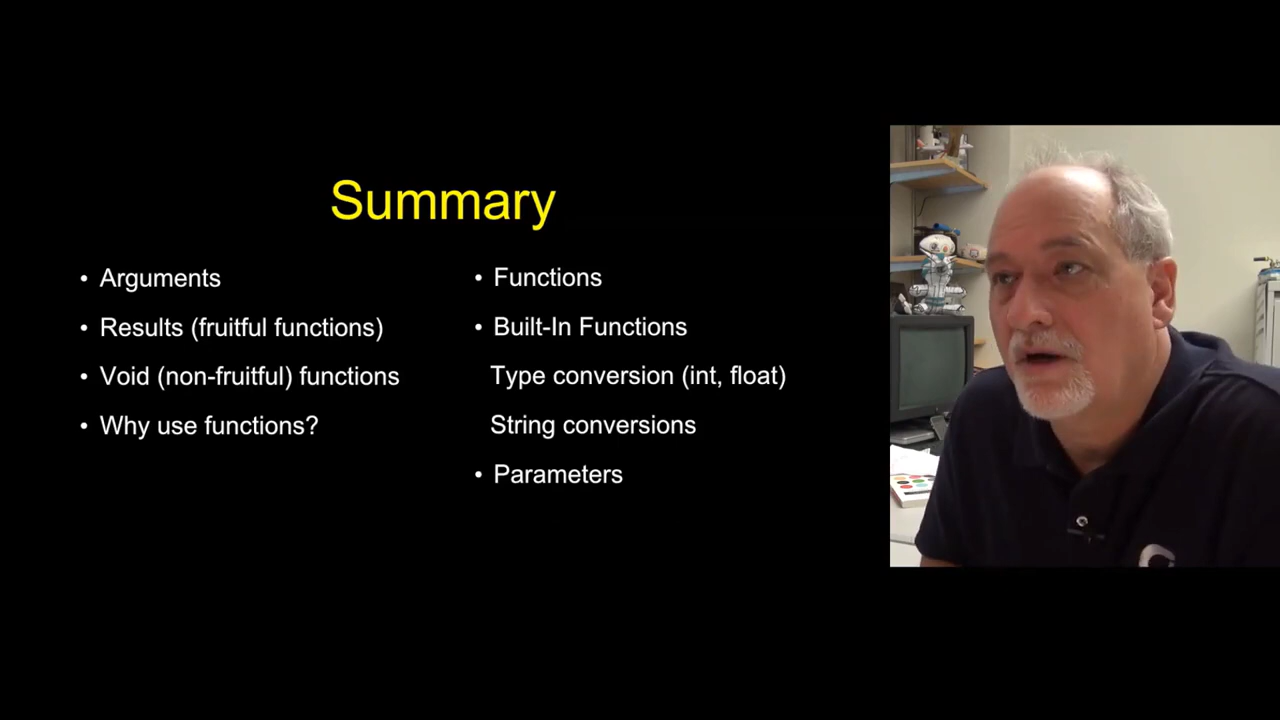 Summary
• Arguments
• Results (fruitful functions)
• Void (non-fruitful) functions
• Why use functions?
• Functions
• Built-In Functions
Type conversion (int, float)
String conversions
• Parameters